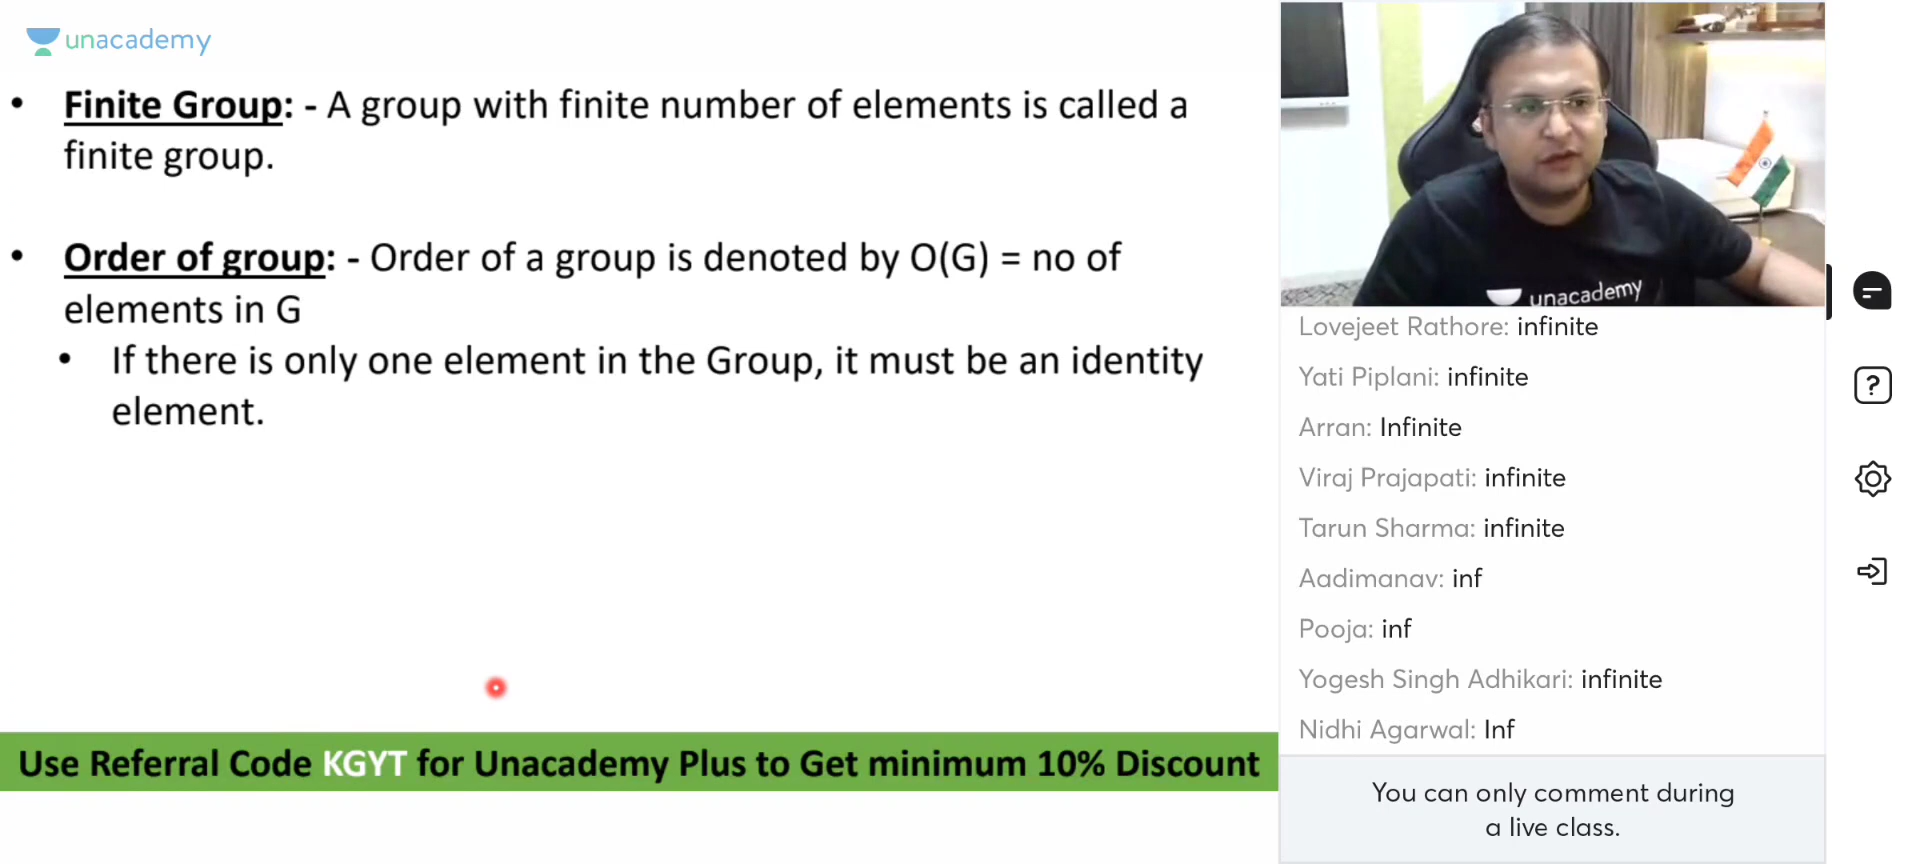 unacademy
• Finite Group: - A group with finite number of elements is called a
finite group.
• Order of group: - Order of a group is denoted by O(G) = no of
elements in G
• If there is only one element in the Group, it must be an identity
element.
Use Referral Code KGYT for Unacademy Plus to Get minimum 10% Discount
unacademy
Lovejeet Rathore: infinite
Yati Piplani: infinite
Arran: Infinite
Viraj Prajapati: infinite
Tarun Sharma: infinite
Aadimanav: inf
Pooja: inf
Yogesh Singh Adhikari: infinite
Nidhi Agarwal: Inf
You can only comment during
a live class.
?